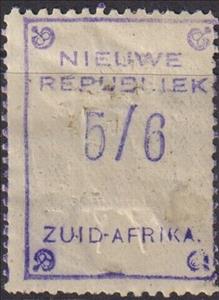 NIEUWE
REPUBLIEK
5/6
ZUID-AFRIKA.